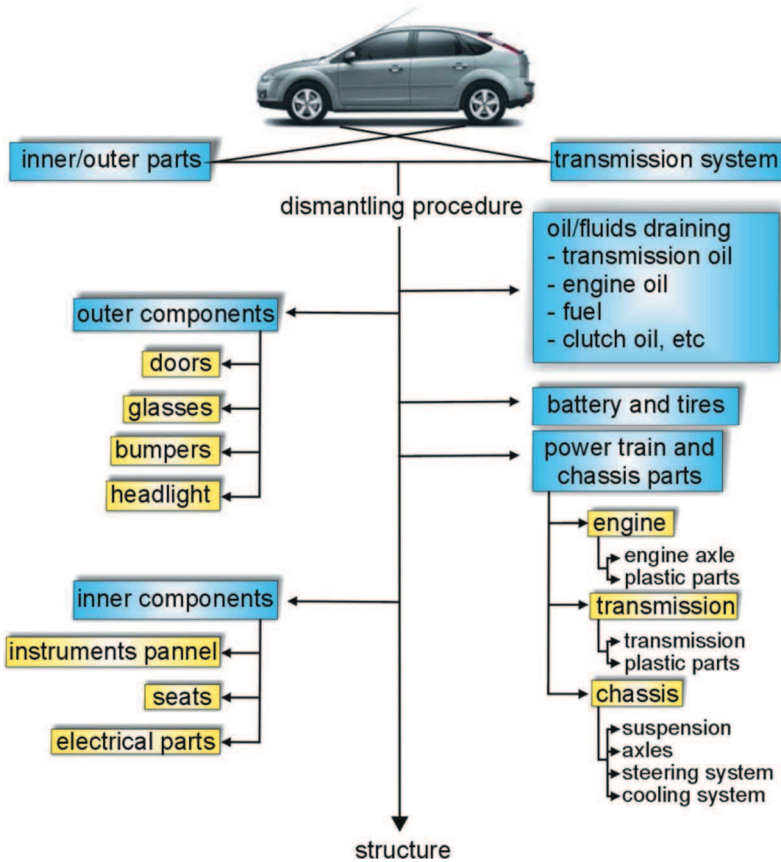 inner/outer parts
transmission system
dismantling procedure
oil/fluids draining
- transmission oil
- engine oil
- fuel
- clutch oil, etc
outer components
doors
glasses
bumpers
headlight
battery and tires
power train and
chassis parts
engine
engine axle
plastic parts
transmission
transmission
plastic parts
chassis
suspension
axles
steering system
cooling system
inner components
instruments pannel
seats
electrical parts
structure